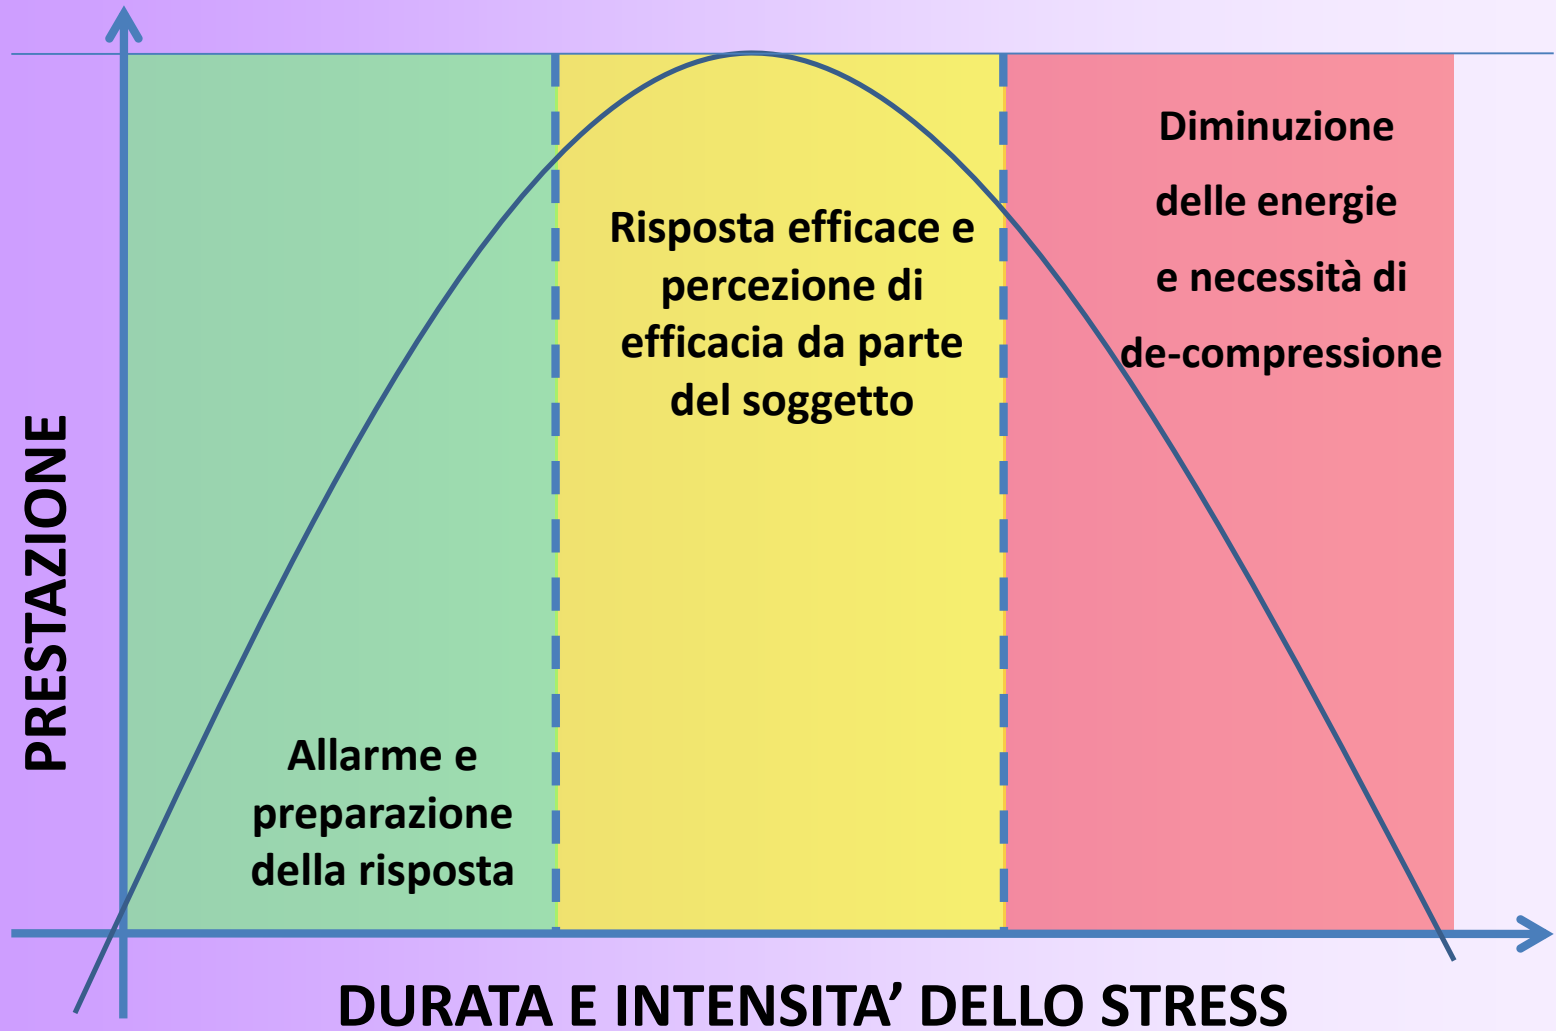 PRESTAZIONE
Allarme e
preparazione
della risposta
Risposta efficace e
percezione di
efficacia da parte
del soggetto
Diminuzione
delle energie
e necessità di
de-compressione
DURATA E INTENSITA’ DELLO STRESS